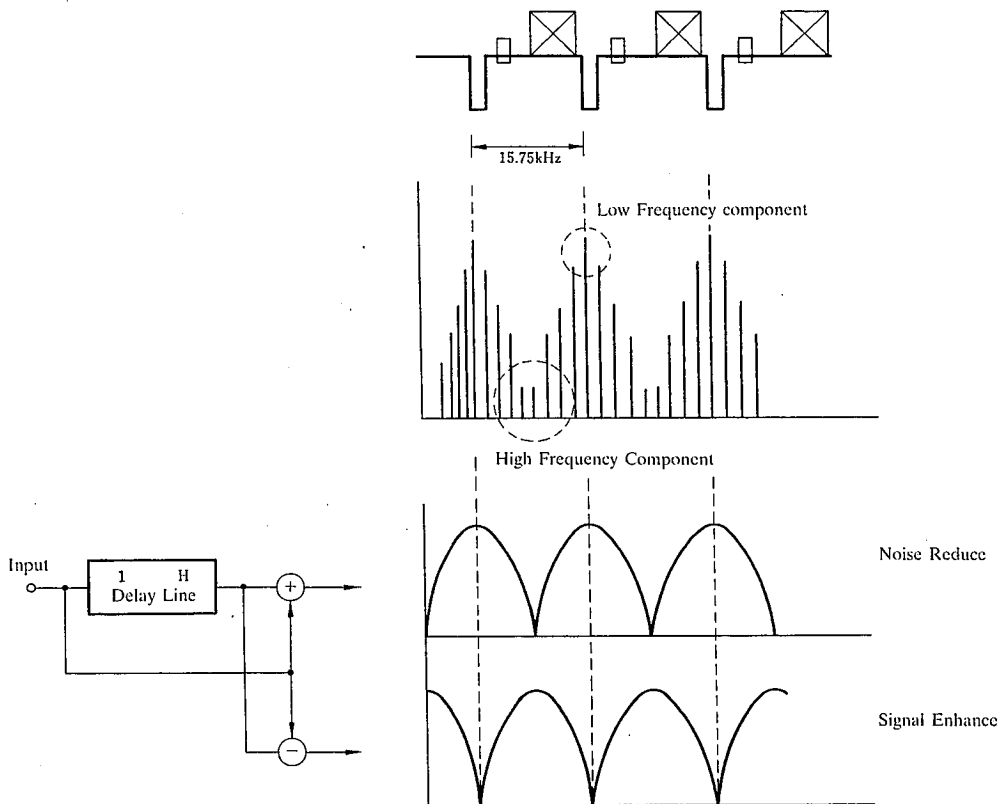 15.75kHz
Low Frequency component
High Frequency Component
Input
1 H
Delay Line
+
−
Noise Reduce
Signal Enhance